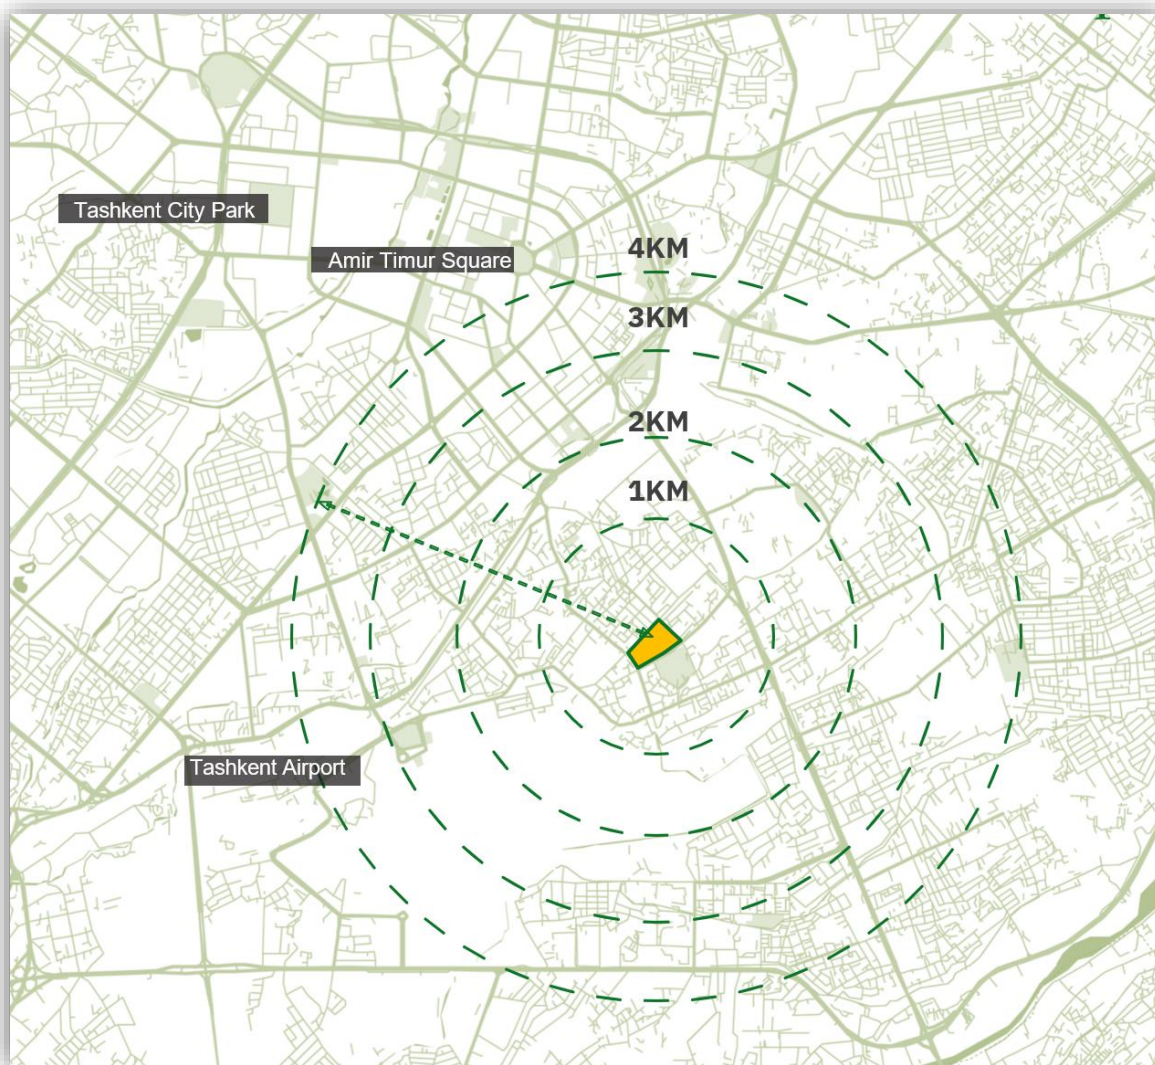 Tashkent City Park
Amir Timur Square
4KM
3KM
2KM
1KM
Tashkent Airport